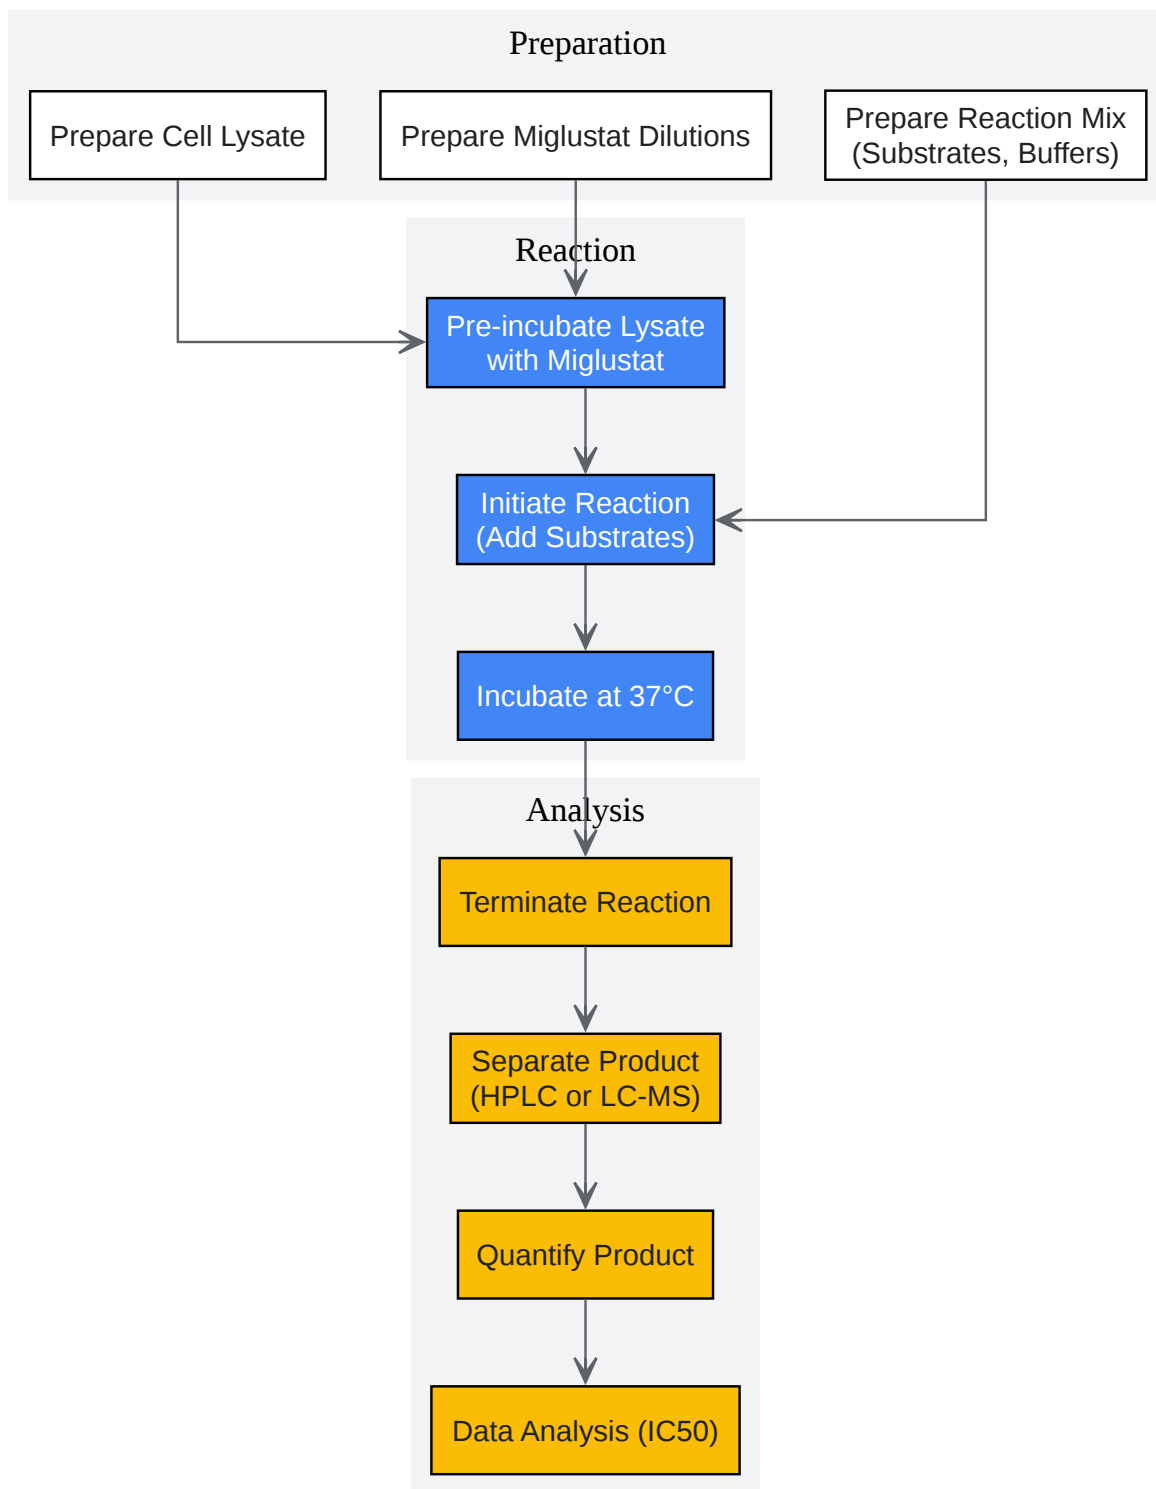 Preparation
Prepare Cell Lysate
Prepare Miglustat Dilutions
Prepare Reaction Mix
(Substrates, Buffers)
Reaction
Pre-incubate Lysate
with Miglustat
Initiate Reaction
(Add Substrates)
Incubate at 37°C
Analysis
Terminate Reaction
Separate Product
(HPLC or LC-MS)
Quantify Product
Data Analysis (IC50)